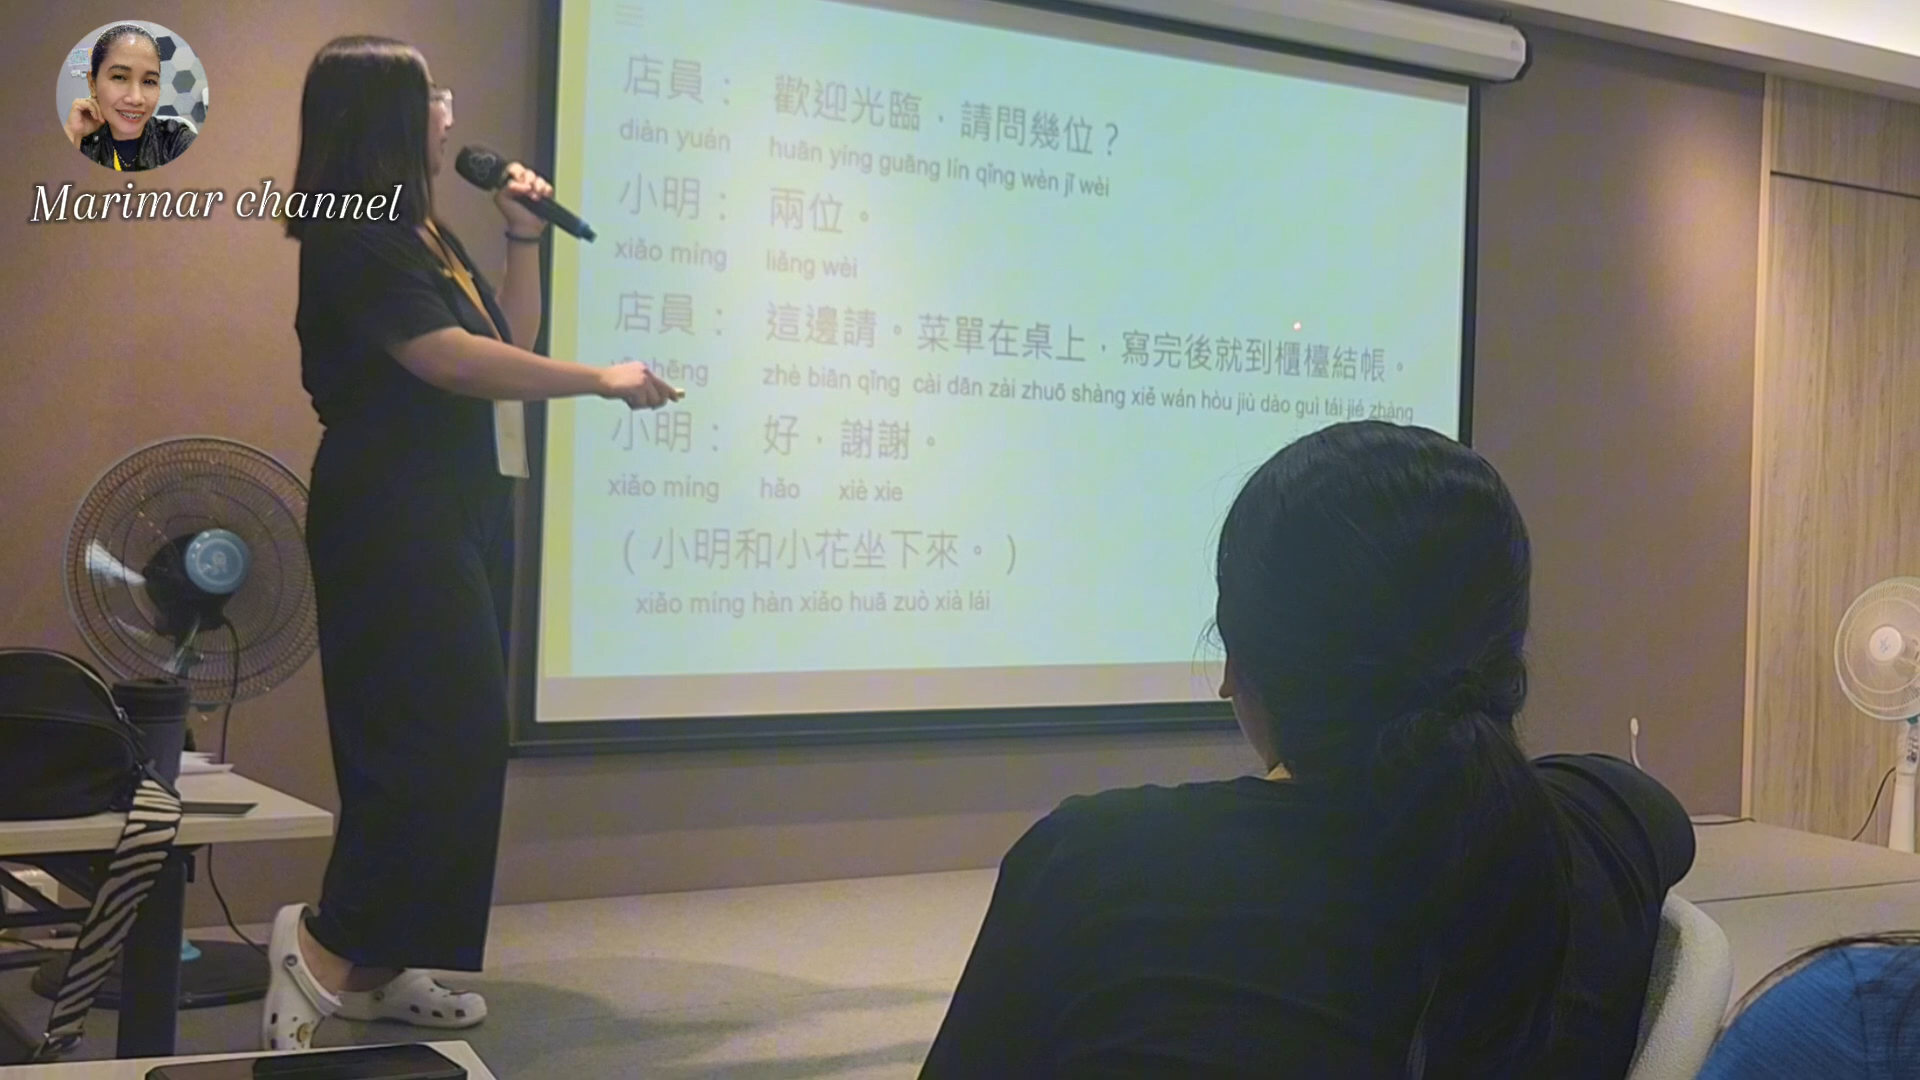 Marimar channel
店員： 歡迎光臨，請問幾位？
diàn yuán huān yíng guāng lín qǐng wèn jǐ wèi
小明： 兩位。
xiǎo míng liǎng wèi
店員： 這邊請。菜單在桌上，寫完後就到櫃檯結帳。
zhè biān qǐng cài dān zài zhuō shàng xiě wán hòu jiù dào guì tái jié zhàng
小明： 好，謝謝。
xiǎo míng hǎo xiè xie
（小明和小花坐下來。）
xiǎo míng hàn xiǎo huā zuò xià lái